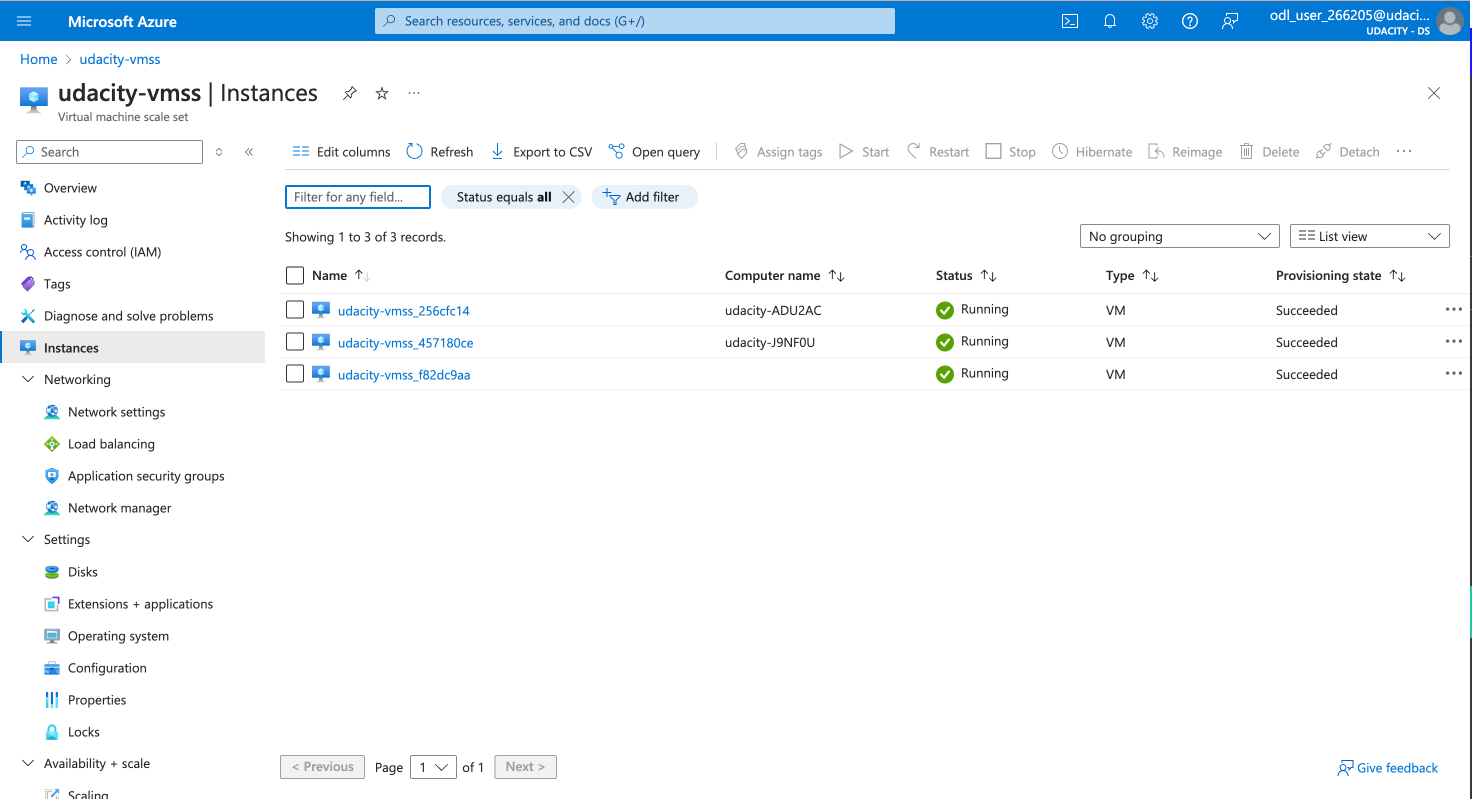 Microsoft Azure
Search resources, services, and docs (G+/)
odl_user_266205@udaci...
UDACITY - DS
Home > udacity-vmss
udacity-vmss | Instances
Virtual machine scale set
Search
Edit columns
Refresh
Export to CSV
Open query
Assign tags
Start
Restart
Stop
Hibernate
Reimage
Delete
Detach
Overview
Activity log
Access control (IAM)
Tags
Diagnose and solve problems
Instances
Networking
Network settings
Load balancing
Application security groups
Network manager
Settings
Disks
Extensions + applications
Operating system
Configuration
Properties
Locks
Availability + scale
Scaling
Filter for any field...
Status equals all
Add filter
Showing 1 to 3 of 3 records.
No grouping
List view
Name Computer name Status Type Provisioning state
udacity-vmss_256cfc14 udacity-ADU2AC Running VM Succeeded
udacity-vmss_457180ce udacity-J9NF0U Running VM Succeeded
udacity-vmss_f82dc9aa Running VM Succeeded
< Previous Page 1 of 1 Next >
Give feedback